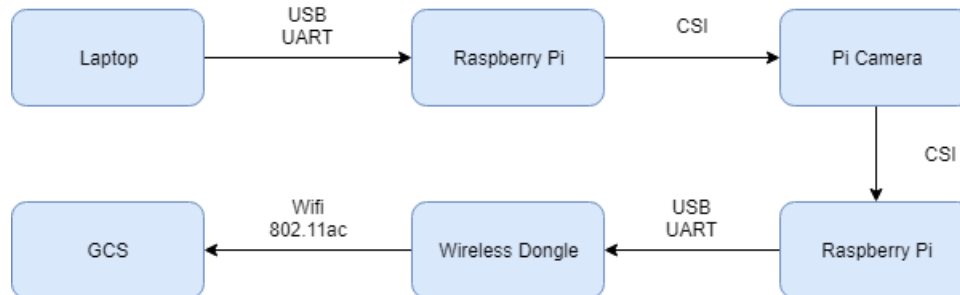 USB
UART
CSI
Laptop
Raspberry Pi
Pi Camera
CSI
Wifi
802.11ac
USB
UART
GCS
Wireless Dongle
Raspberry Pi